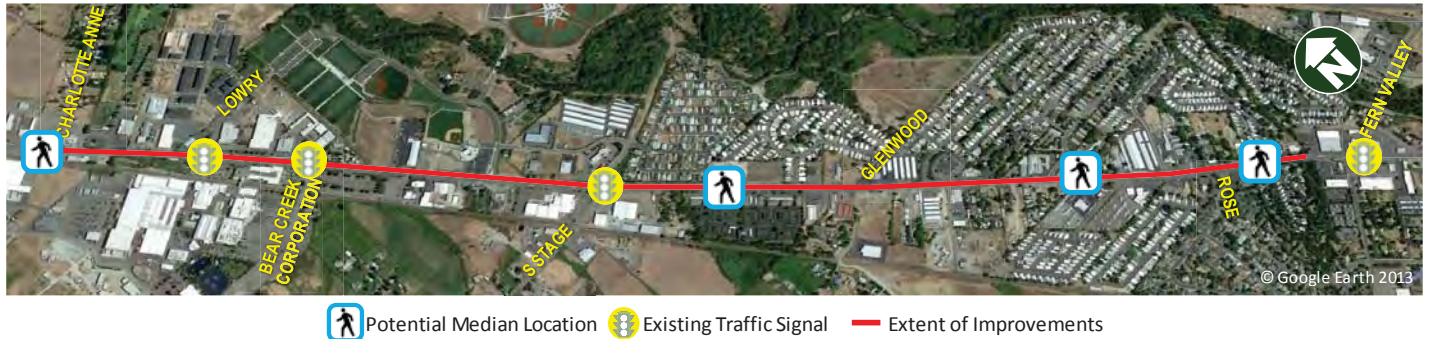 CHARLOTTE ANNE
LOWRY
BEAR CREEK
CORPORATION
S STAGE
GLENWOOD
ROSE
FERN VALLEY
N
© Google Earth 2013
Potential Median Location
Existing Traffic Signal
Extent of Improvements